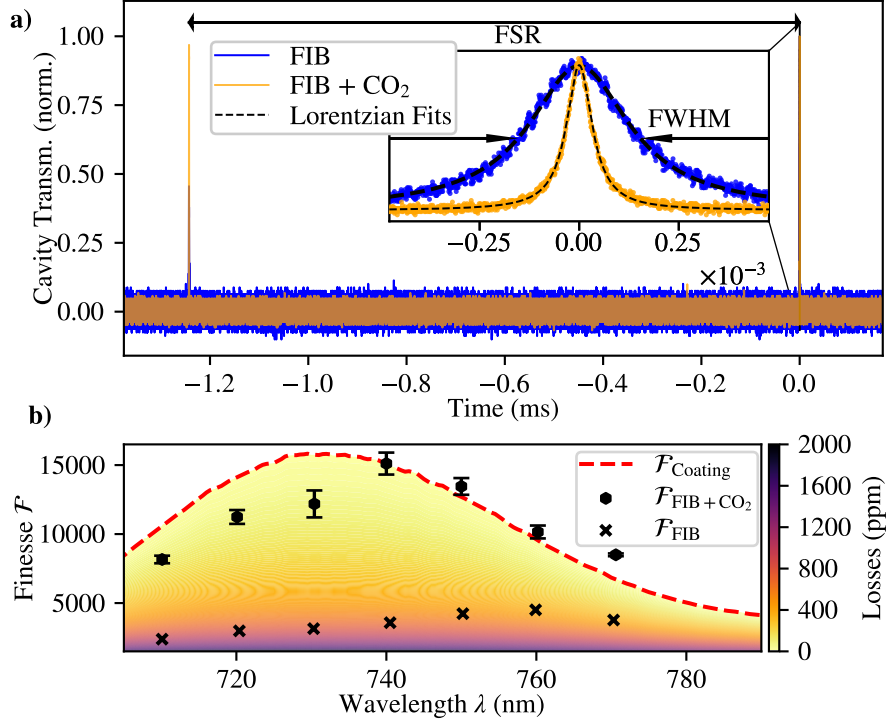 a)
FSR
FIB
FIB + CO₂
Lorentzian Fits
FWHM
Cavity Transm. (norm.)
1.00
0.75
0.50
0.25
0.00
−0.25 0.00 0.25
×10⁻³
−1.2 −1.0 −0.8 −0.6 −0.4 −0.2 0.0
Time (ms)
b)
Finesse ℱ
15000
10000
5000
ℱCoating
ℱFIB + CO₂
ℱFIB
720 740 760 780
Wavelength λ (nm)
2000
1600
1200
800
400
0
Losses (ppm)